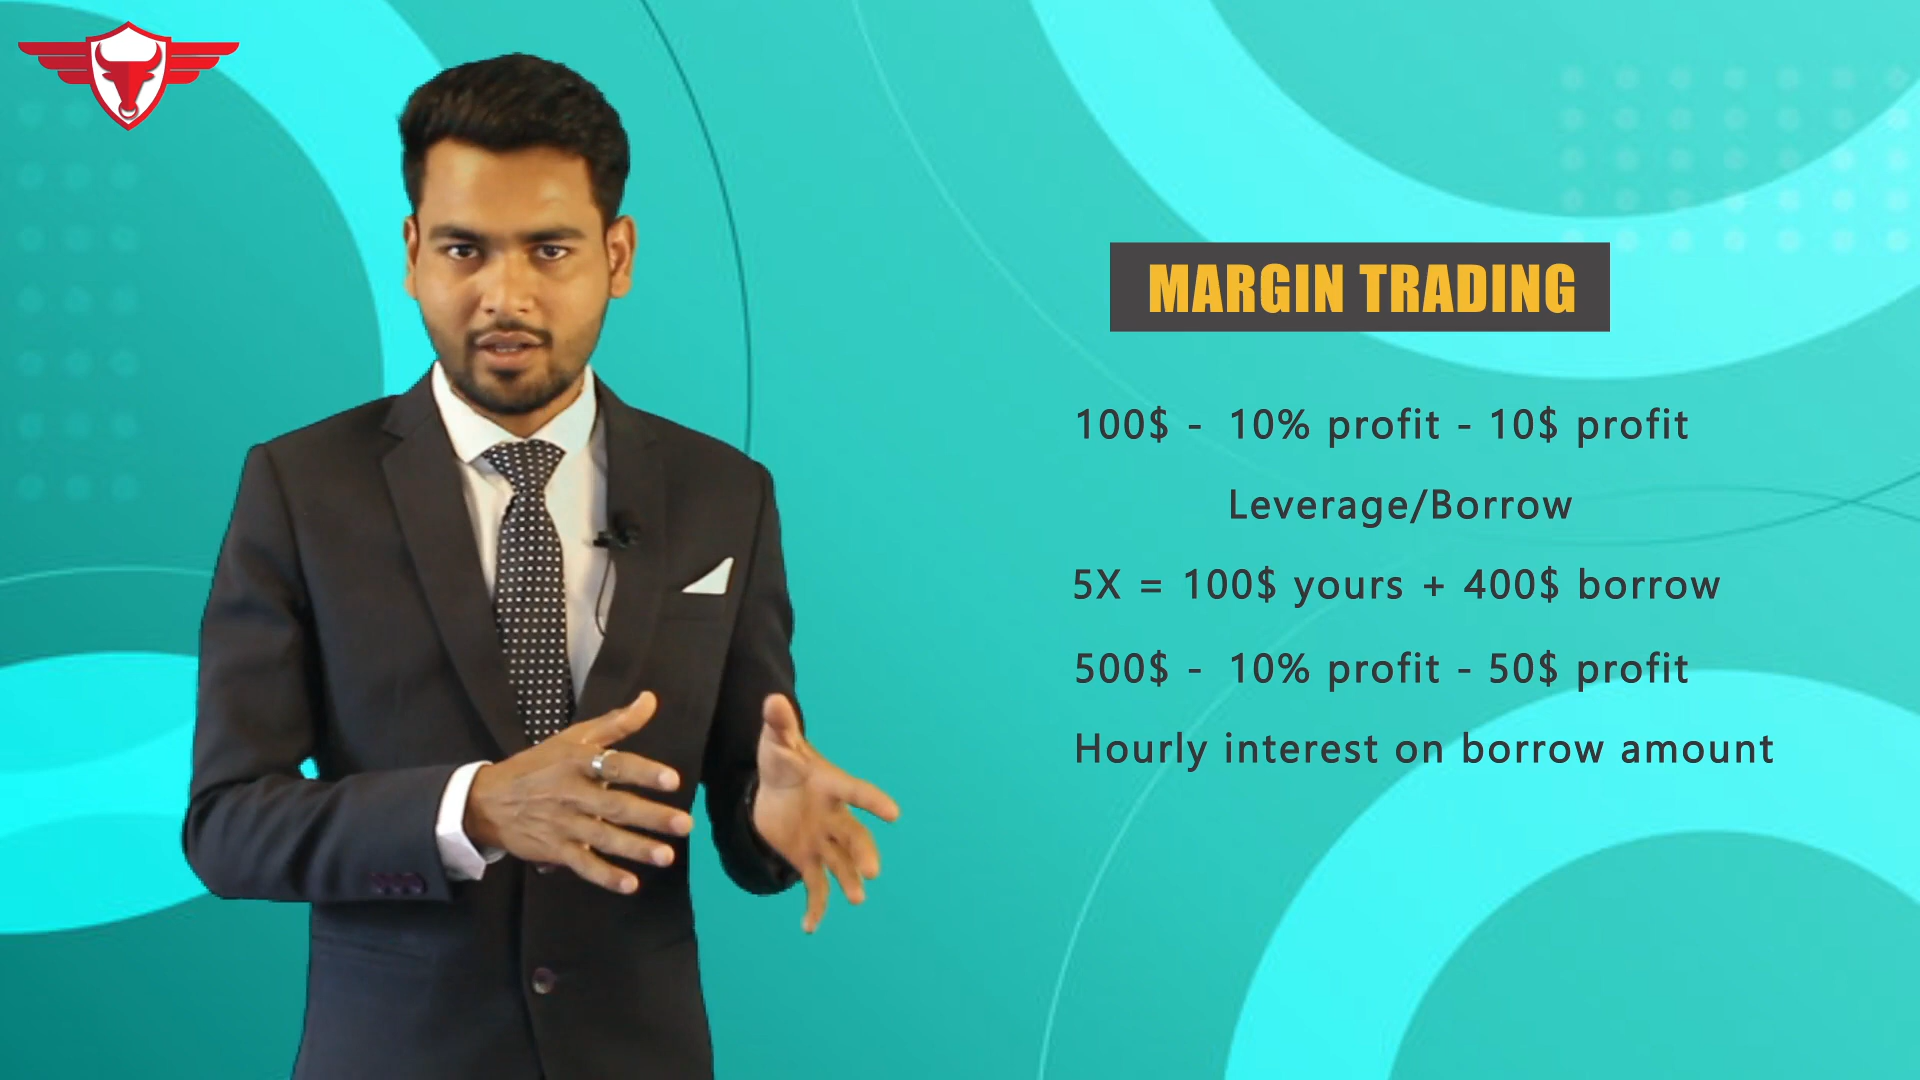 MARGIN TRADING
100$ - 10% profit - 10$ profit
Leverage/Borrow
5X = 100$ yours + 400$ borrow
500$ - 10% profit - 50$ profit
Hourly interest on borrow amount